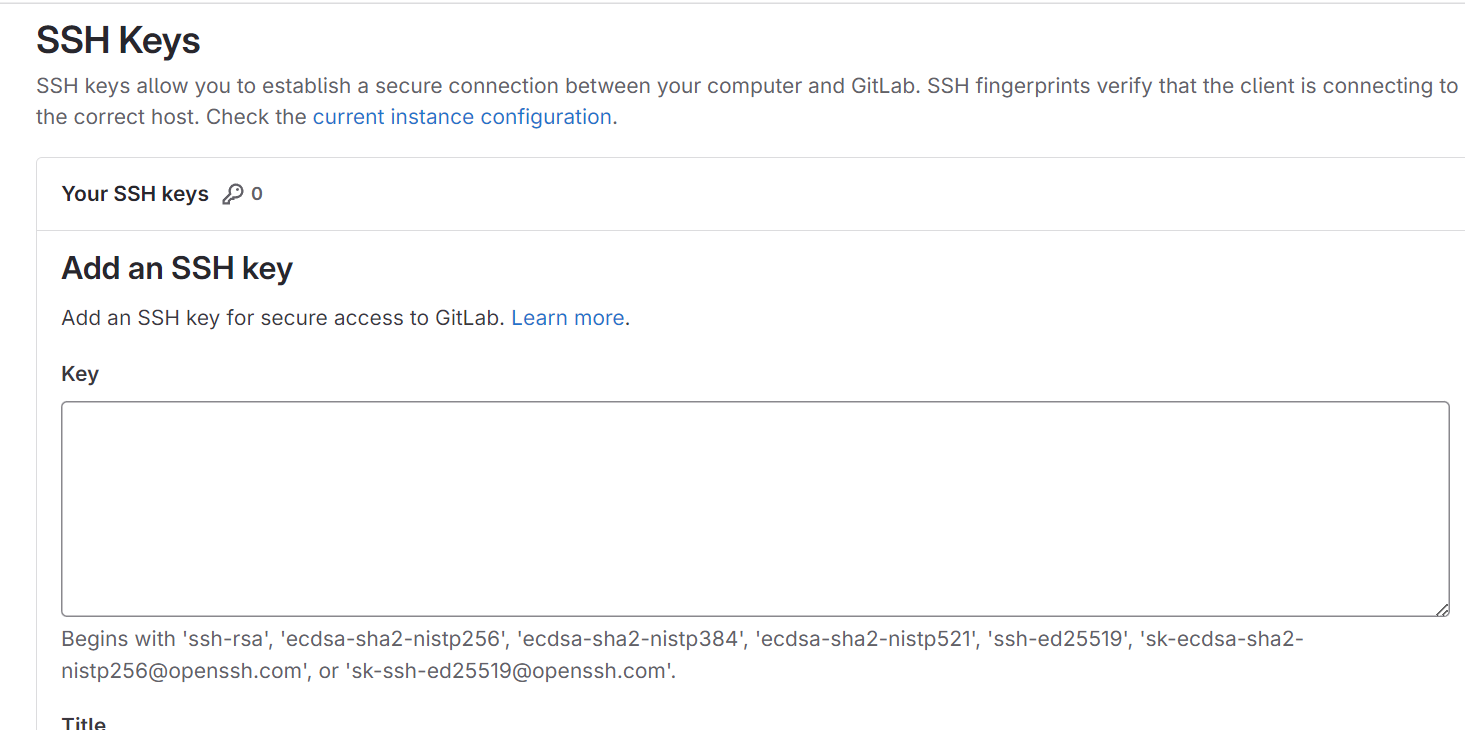 SSH Keys
SSH keys allow you to establish a secure connection between your computer and GitLab. SSH fingerprints verify that the client is connecting to
the correct host. Check the current instance configuration.
Your SSH keys 0
Add an SSH key
Add an SSH key for secure access to GitLab. Learn more.
Key
Begins with 'ssh-rsa', 'ecdsa-sha2-nistp256', 'ecdsa-sha2-nistp384', 'ecdsa-sha2-nistp521', 'ssh-ed25519', 'sk-ecdsa-sha2-
nistp256@openssh.com', or 'sk-ssh-ed25519@openssh.com'.
Title